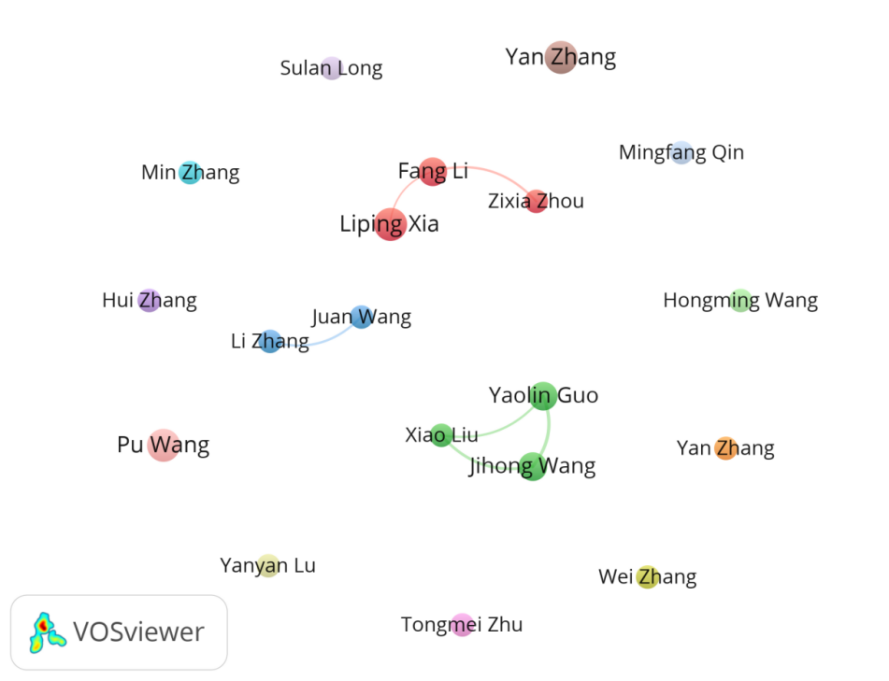 Yan Zhang
Sulan Long
Mingfang Qin
Min Zhang
Fang Li
Zixia Zhou
Liping Xia
Hui Zhang
Hongming Wang
Juan Wang
Li Zhang
Yaolin Guo
Xiao Liu
Pu Wang
Yan Zhang
Jihong Wang
Yanyan Lu
Wei Zhang
Tongmei Zhu
VOSviewer